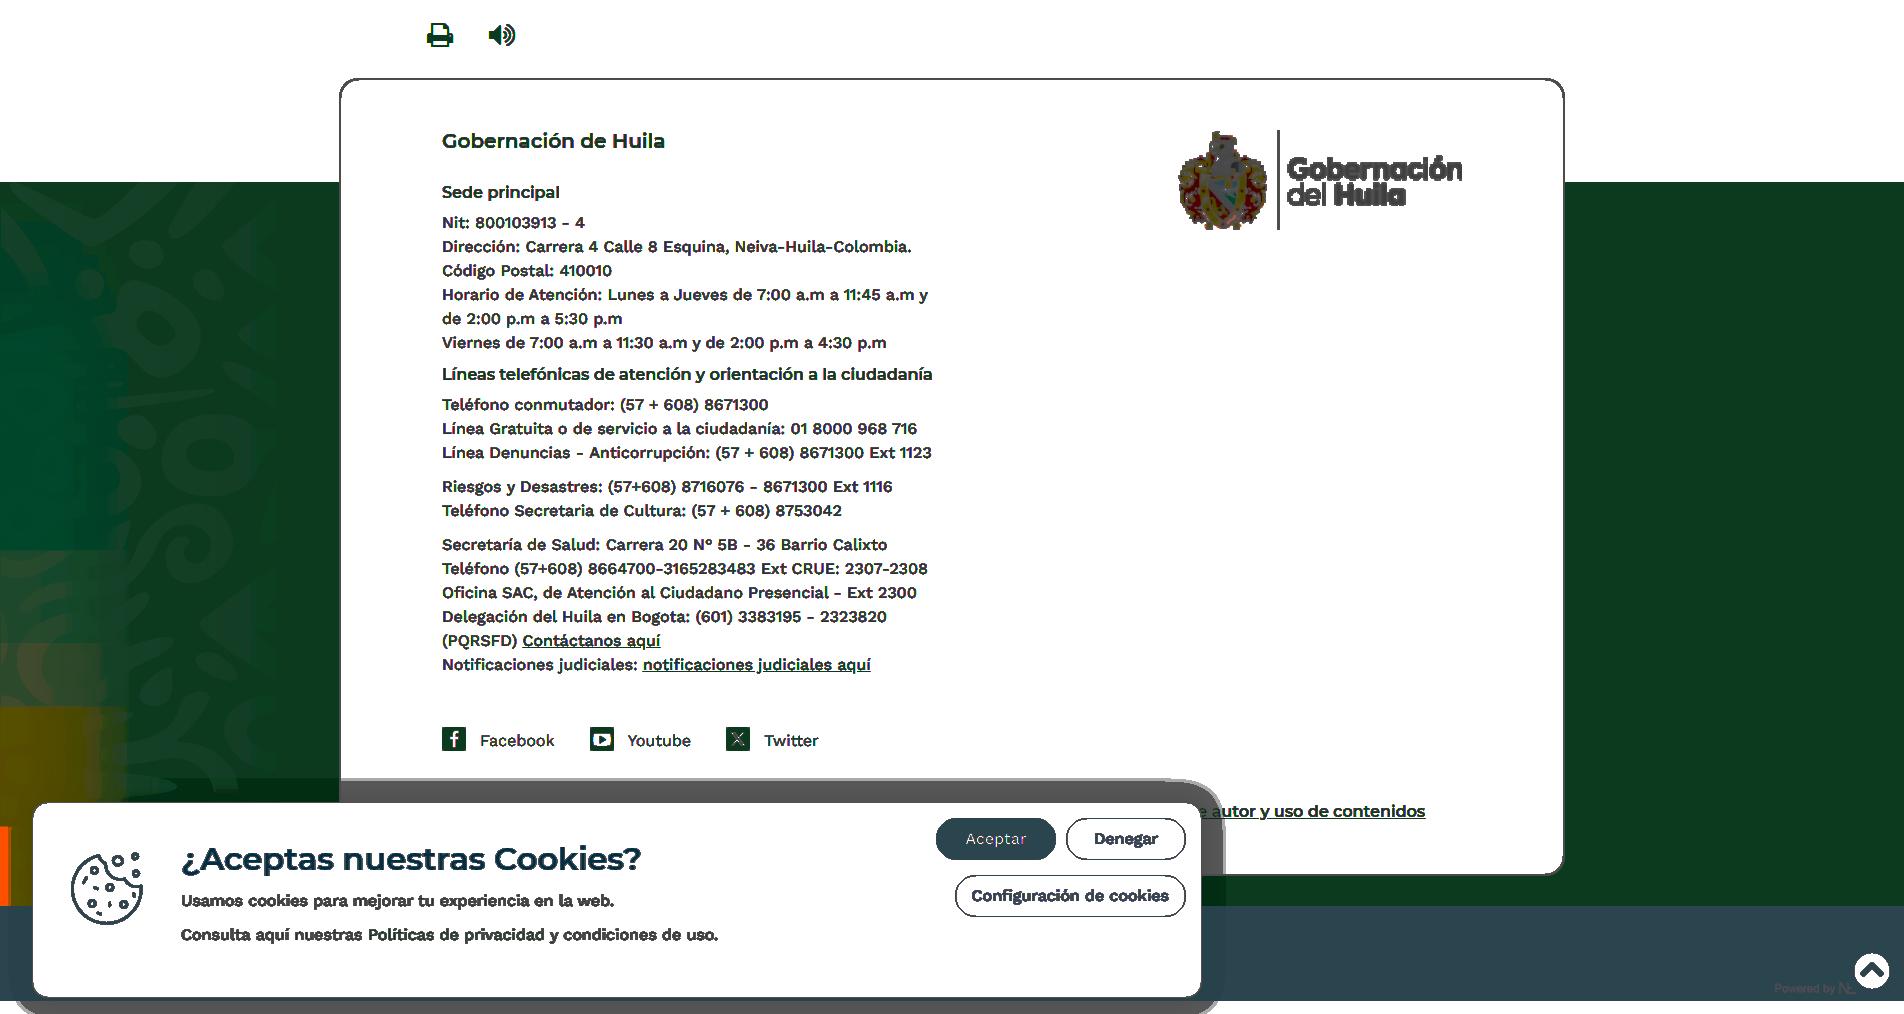 Gobernación de Huila
Gobernación
del Huila
Sede principal
Nit: 800103913 - 4
Dirección: Carrera 4 Calle 8 Esquina, Neiva-Huila-Colombia.
Código Postal: 410010
Horario de Atención: Lunes a Jueves de 7:00 a.m a 11:45 a.m y
de 2:00 p.m a 5:30 p.m
Viernes de 7:00 a.m a 11:30 a.m y de 2:00 p.m a 4:30 p.m
Líneas telefónicas de atención y orientación a la ciudadanía
Teléfono conmutador: (57 + 608) 8671300
Línea Gratuita o de servicio a la ciudadanía: 01 8000 968 716
Línea Denuncias - Anticorrupción: (57 + 608) 8671300 Ext 1123
Riesgos y Desastres: (57+608) 8716076 - 8671300 Ext 1116
Teléfono Secretaria de Cultura: (57 + 608) 8753042
Secretaría de Salud: Carrera 20 N° 5B - 36 Barrio Calixto
Teléfono (57+608) 8664700-3165283483 Ext CRUE: 2307-2308
Oficina SAC, de Atención al Ciudadano Presencial - Ext 2300
Delegación del Huila en Bogota: (601) 3383195 - 2323820
(PQRSFD) Contáctanos aquí
Notificaciones judiciales: notificaciones judiciales aquí
Facebook Youtube Twitter
autor y uso de contenidos
¿Aceptas nuestras Cookies?
Usamos cookies para mejorar tu experiencia en la web.
Consulta aquí nuestras Políticas de privacidad y condiciones de uso.
Aceptar Denegar
Configuración de cookies
Powered by